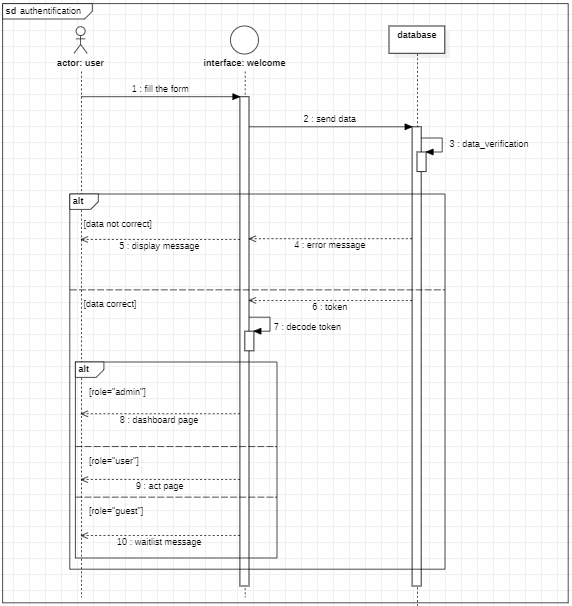 sd authentification
database
actor: user
interface: welcome
1 : fill the form
2 : send data
3 : data_verification
alt
[data not correct]
5 : display message
4 : error message
[data correct]
6 : token
7 : decode token
alt
[role="admin"]
8 : dashboard page
[role="user"]
9 : act page
[role="guest"]
10 : waitlist message